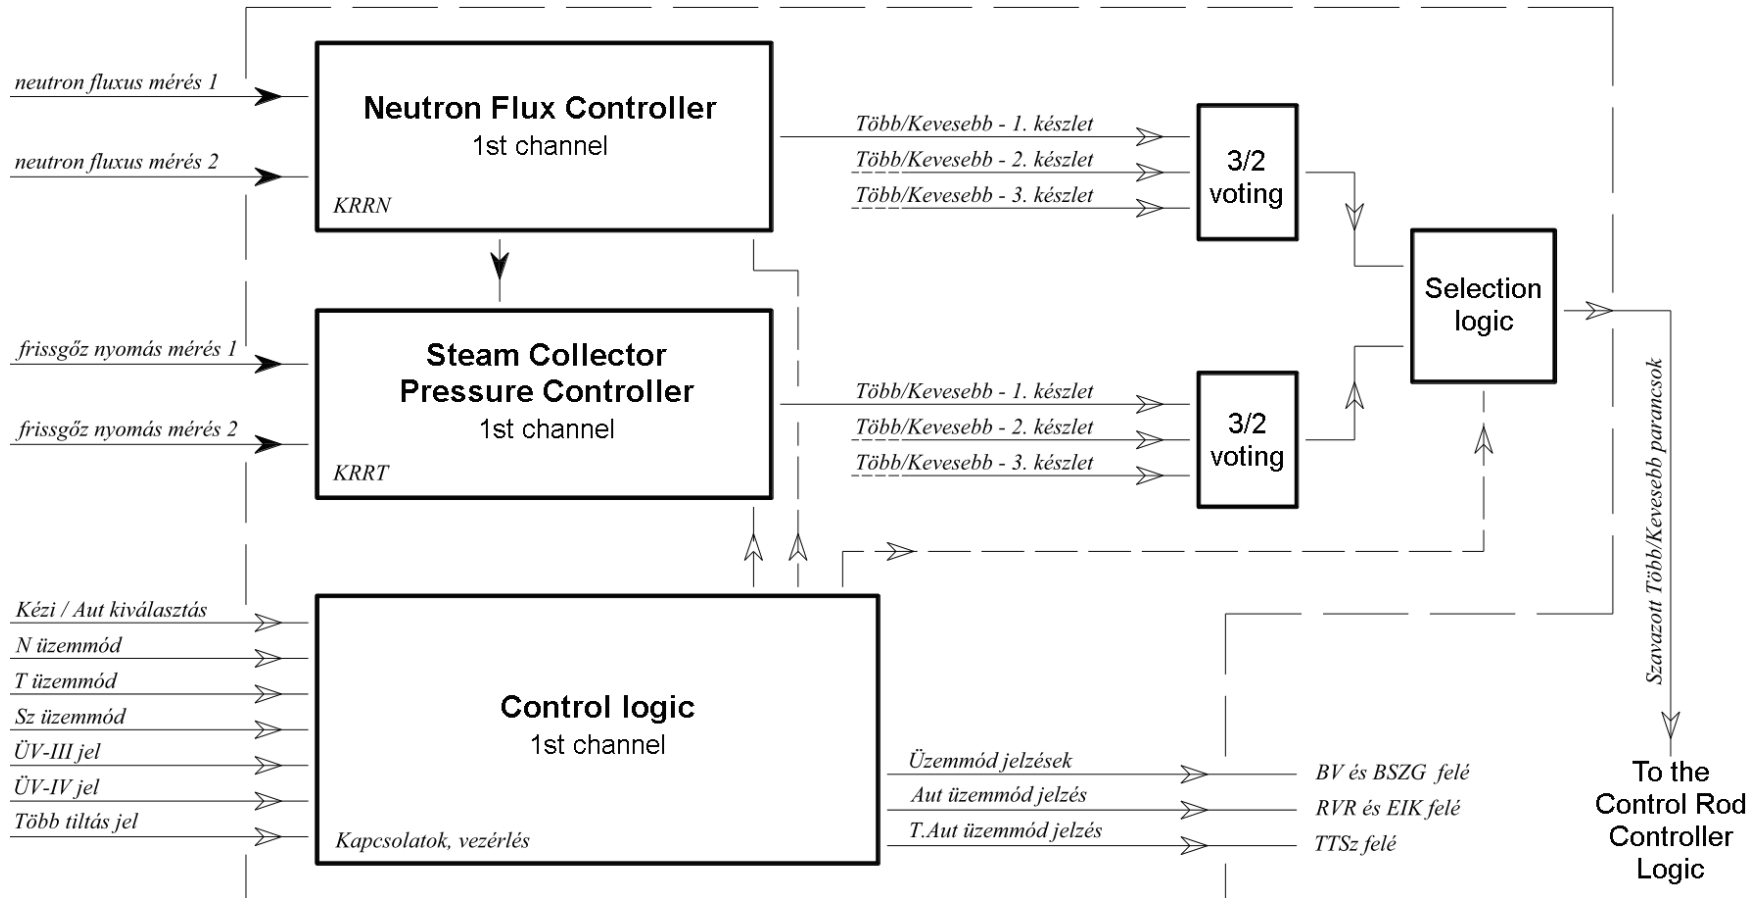 neutron fluxus mérés 1
neutron fluxus mérés 2
Neutron Flux Controller
1st channel
KRRN
Több/Kevesebb - 1. készlet
Több/Kevesebb - 2. készlet
Több/Kevesebb - 3. készlet
3/2
voting
Selection
logic
frissgőz nyomás mérés 1
frissgőz nyomás mérés 2
Steam Collector
Pressure Controller
1st channel
KRRT
Több/Kevesebb - 1. készlet
Több/Kevesebb - 2. készlet
Több/Kevesebb - 3. készlet
3/2
voting
Szavazott Több/Kevesebb parancsok
Kézi / Aut kiválasztás
N üzemmód
T üzemmód
Sz üzemmód
ÜV-III jel
ÜV-IV jel
Több tiltás jel
Control logic
1st channel
Kapcsolatok, vezérlés
Üzemmód jelzések
Aut üzemmód jelzés
T.Aut üzemmód jelzés
BV és BSZG felé
RVR és EIK felé
TTSz felé
To the
Control Rod
Controller
Logic